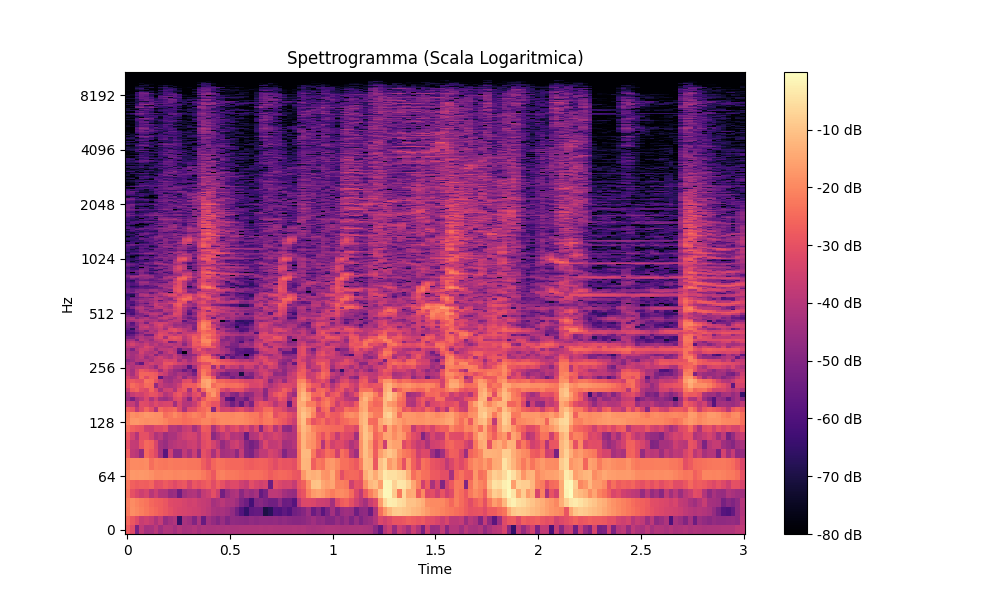 Spettrogramma (Scala Logaritmica)
8192
4096
2048
1024
512
256
128
64
0
Hz
0
0.5
1
1.5
2
2.5
3
Time
-10 dB
-20 dB
-30 dB
-40 dB
-50 dB
-60 dB
-70 dB
-80 dB